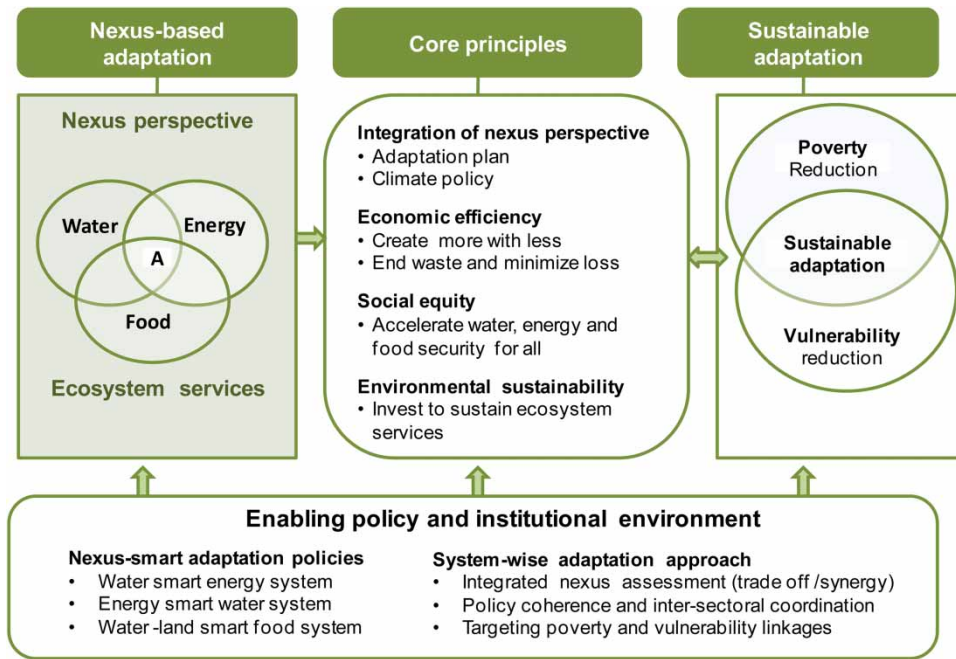 Nexus-based
adaptation
Core principles
Sustainable
adaptation
Nexus perspective
Water
Energy
A
Food
Ecosystem services
Integration of nexus perspective
• Adaptation plan
• Climate policy
Economic efficiency
• Create more with less
• End waste and minimize loss
Social equity
• Accelerate water, energy and
food security for all
Environmental sustainability
• Invest to sustain ecosystem
services
Poverty
Reduction
Sustainable
adaptation
Vulnerability
reduction
Enabling policy and institutional environment
Nexus-smart adaptation policies
• Water smart energy system
• Energy smart water system
• Water -land smart food system
System-wise adaptation approach
• Integrated nexus assessment (trade off /synergy)
• Policy coherence and inter-sectoral coordination
• Targeting poverty and vulnerability linkages